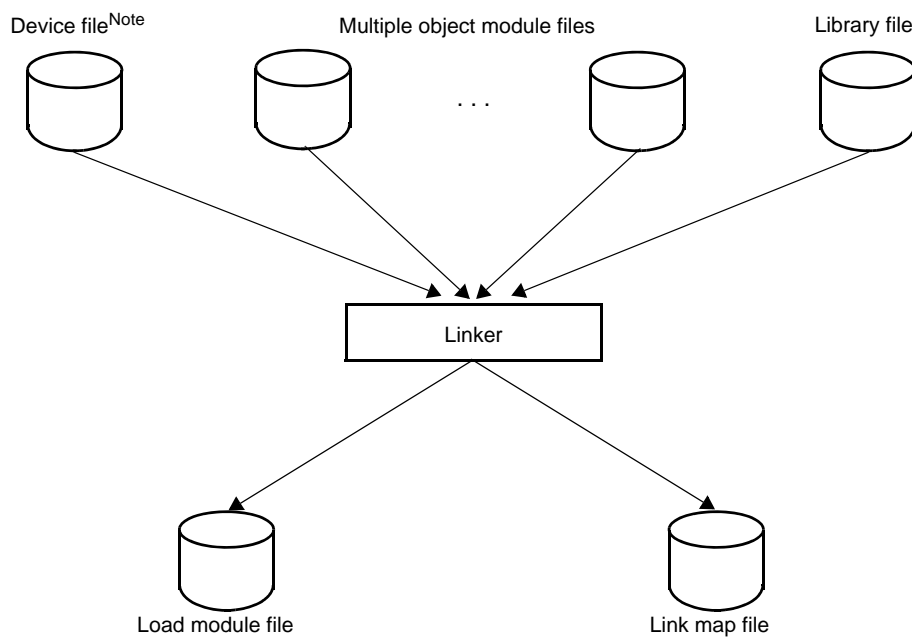 Device file^Note
Multiple object module files
Library file
. . .
Linker
Load module file
Link map file